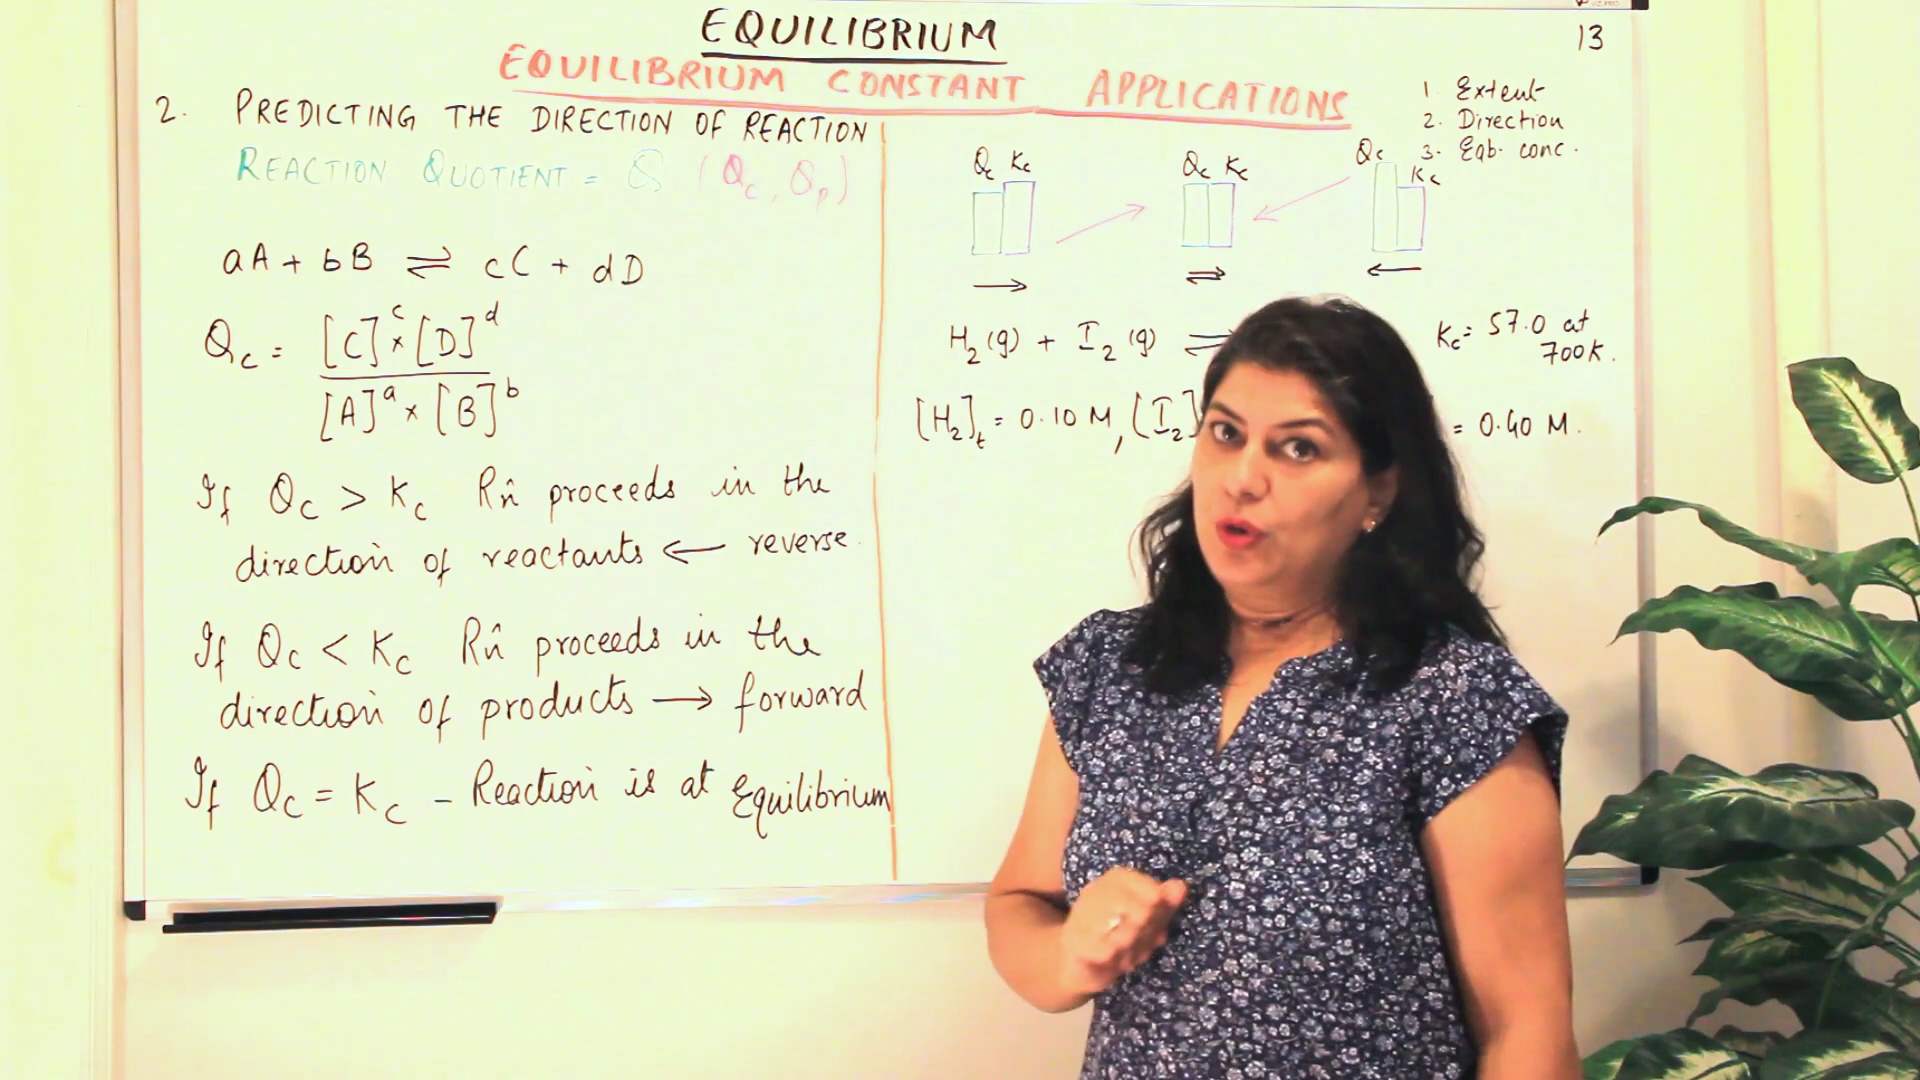 EQUILIBRIUM
13
EQUILIBRIUM CONSTANT APPLICATIONS
1 Extent
2. Direction
3. Eqb. conc.
2. PREDICTING THE DIRECTION OF REACTION
REACTION QUOTIENT = Q (Qc, Qp)
aA + bB ⇌ cC + dD
Qc = [C]^c × [D]^d
[A]^a × [B]^b
If Qc > Kc Rn̂ proceeds in the
direction of reactants ← reverse
If Qc < Kc Rn̂ proceeds in the
direction of products → forward
If Qc = Kc – Reaction is at Equilibrium
Qc Kc
→
Qc Kc
⇌
Qc
Kc
←
H2(g) + I2(g) ⇌
Kc = 57.0 at
700K.
[H2]t = 0.10 M, [I2]
= 0.40 M.